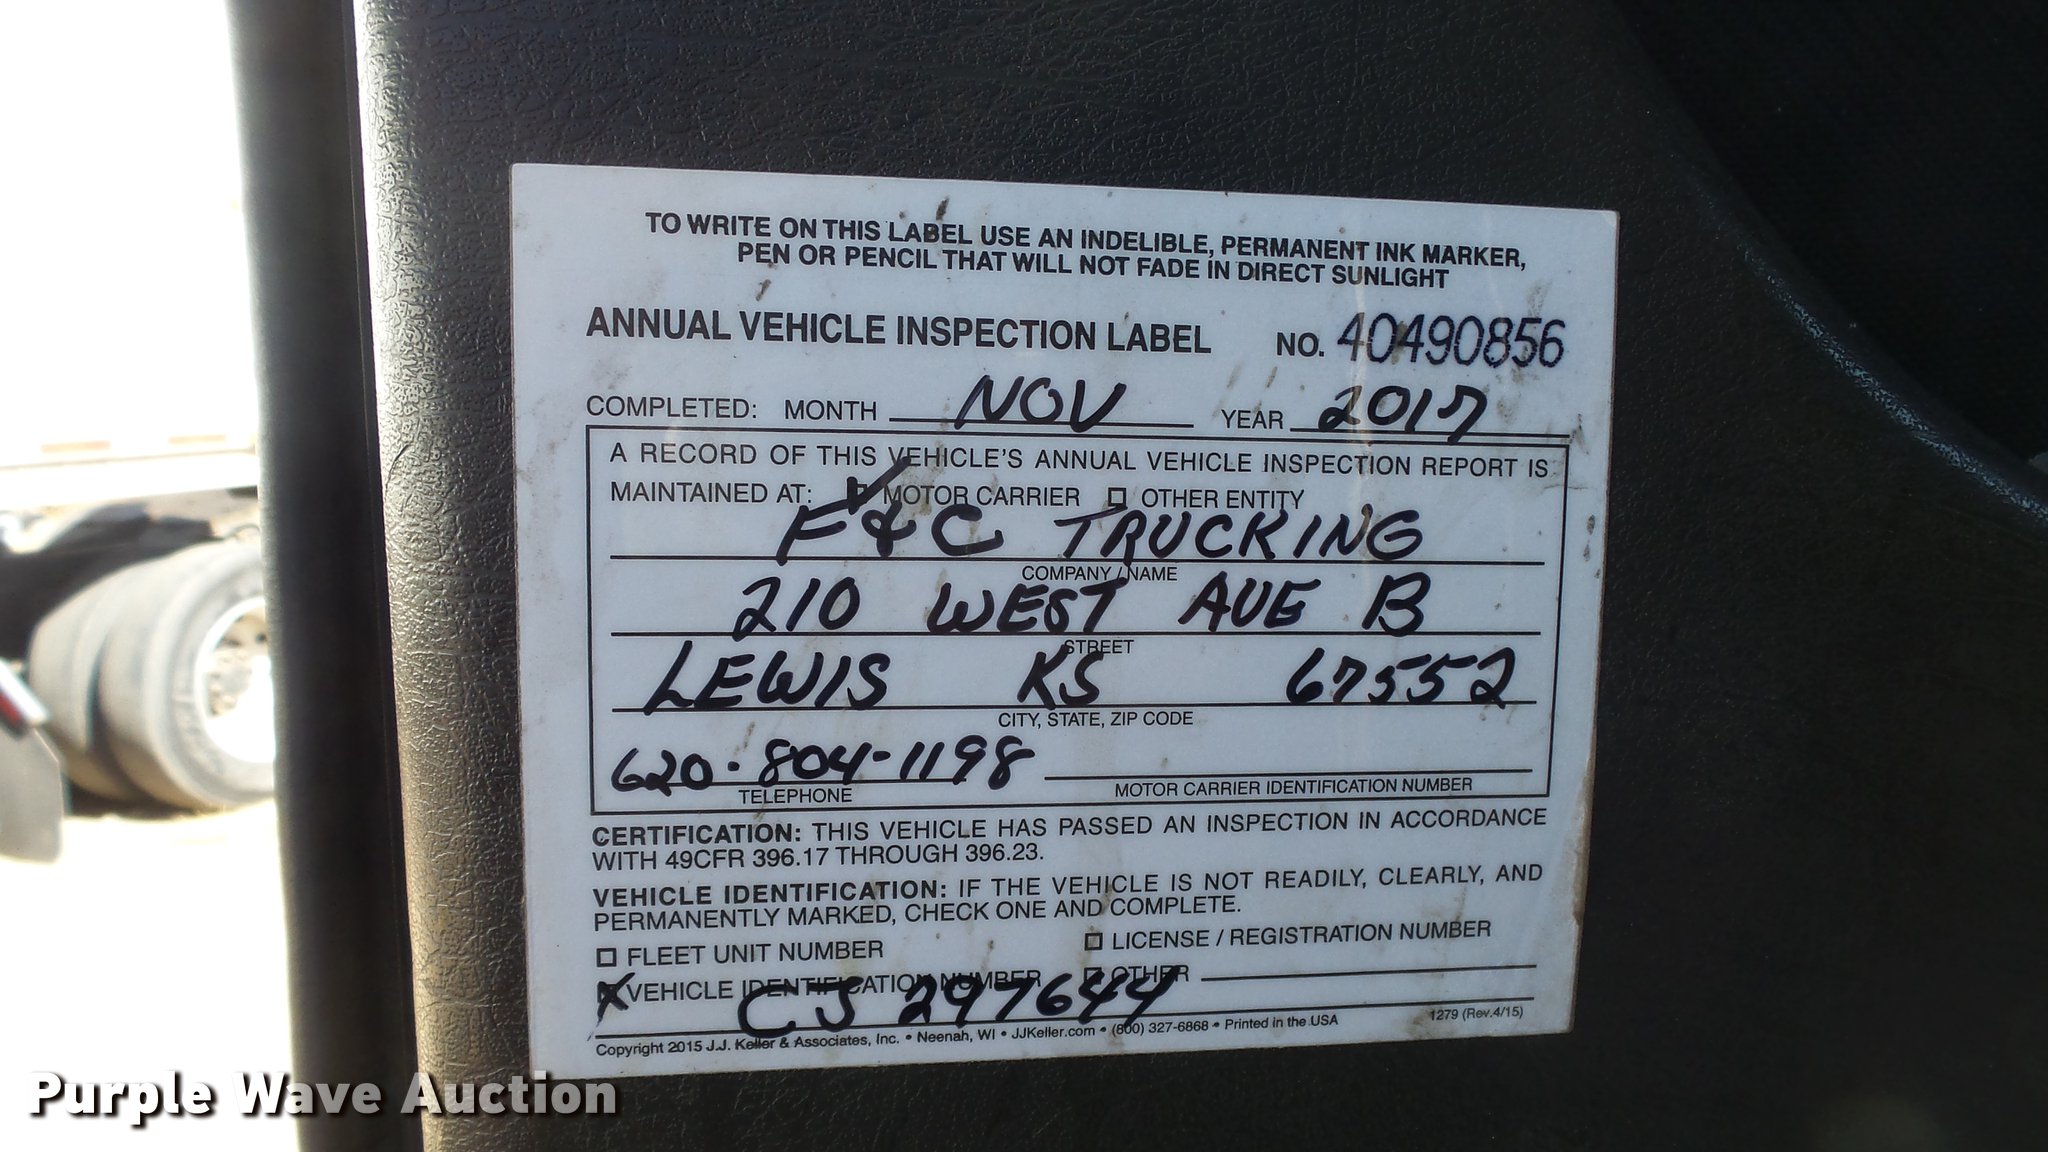 TO WRITE ON THIS LABEL USE AN INDELIBLE, PERMANENT INK MARKER,
PEN OR PENCIL THAT WILL NOT FADE IN DIRECT SUNLIGHT
ANNUAL VEHICLE INSPECTION LABEL NO. 40490856
COMPLETED: MONTH NOV YEAR 2017
A RECORD OF THIS VEHICLE'S ANNUAL VEHICLE INSPECTION REPORT IS
MAINTAINED AT: MOTOR CARRIER OTHER ENTITY
F & C TRUCKING
COMPANY / NAME
210 WEST AVE B
STREET
LEWIS KS 67552
CITY, STATE, ZIP CODE
620-804-1198
TELEPHONE MOTOR CARRIER IDENTIFICATION NUMBER
CERTIFICATION: THIS VEHICLE HAS PASSED AN INSPECTION IN ACCORDANCE
WITH 49CFR 396.17 THROUGH 396.23.
VEHICLE IDENTIFICATION: IF THE VEHICLE IS NOT READILY, CLEARLY, AND
PERMANENTLY MARKED, CHECK ONE AND COMPLETE.
FLEET UNIT NUMBER LICENSE / REGISTRATION NUMBER
X VEHICLE IDENTIFICATION NUMBER OTHER
CJ 297644
1279 (Rev.4/15)
Copyright 2015 J.J. Keller & Associates, Inc. • Neenah, WI • JJKeller.com • (800) 327-6868 • Printed in the USA
Purple Wave Auction